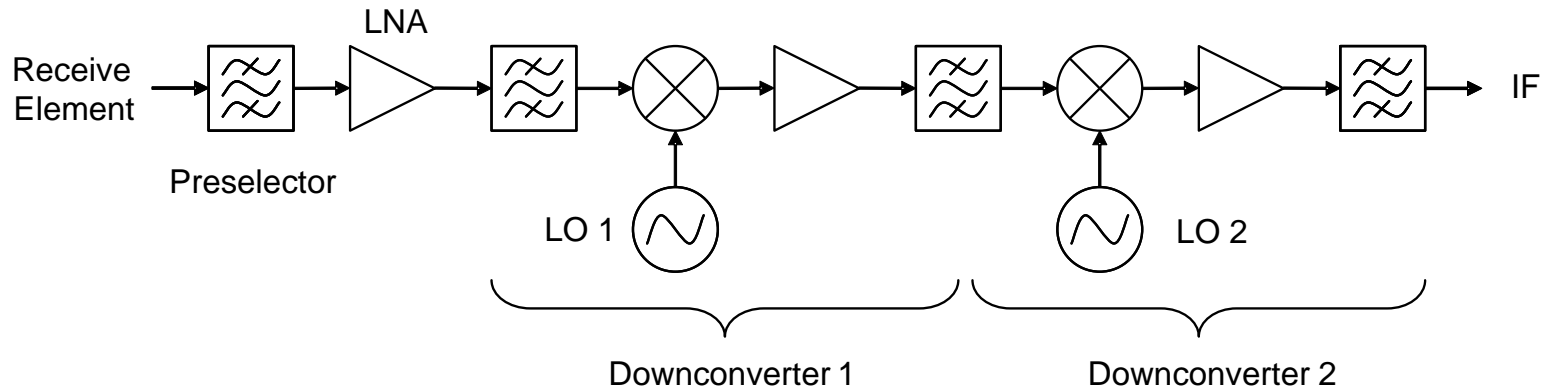 LNA
Receive
Element
IF
Preselector
LO 1
LO 2
Downconverter 1
Downconverter 2